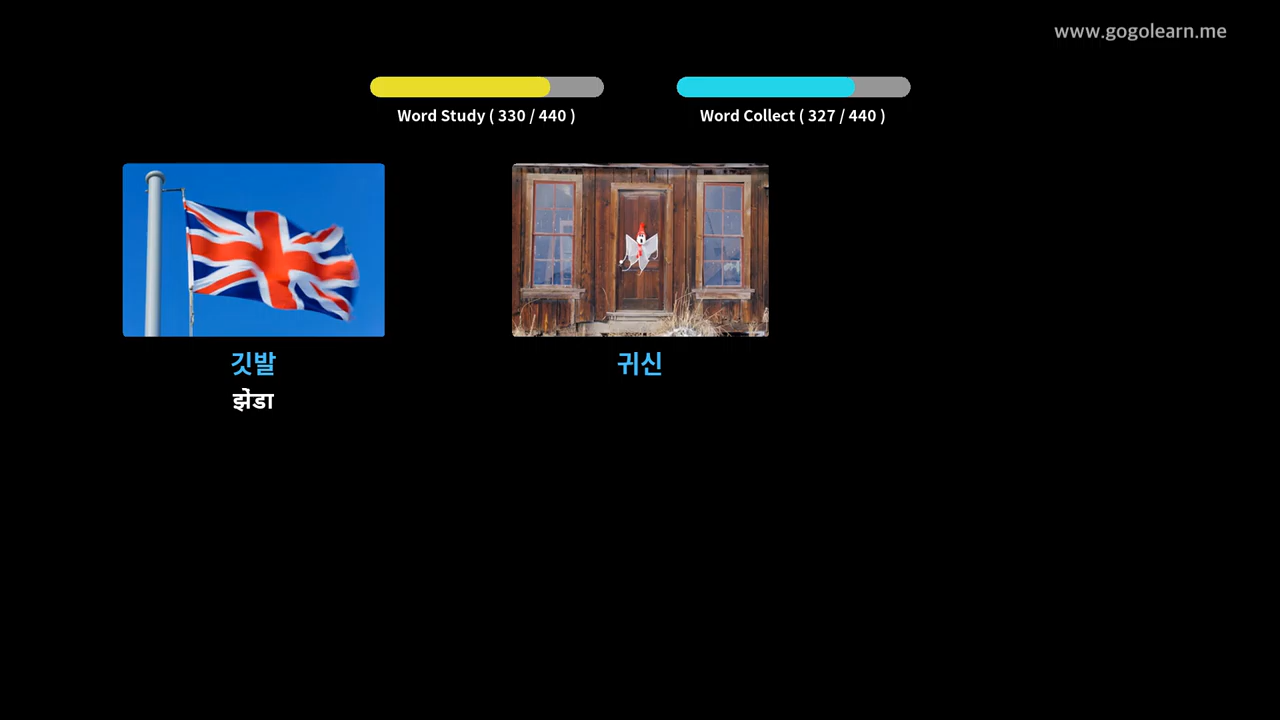 www.gogolearn.me
Word Study ( 330 / 440 )
Word Collect ( 327 / 440 )
깃발
귀신
झेडा